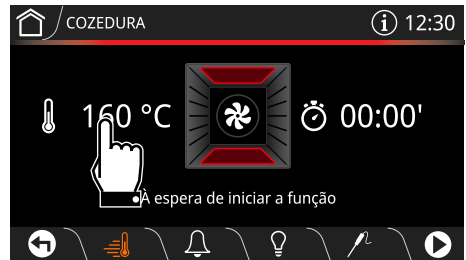 COZEDURA
i 12:30
160 °C
00:00'
À espera de iniciar a função